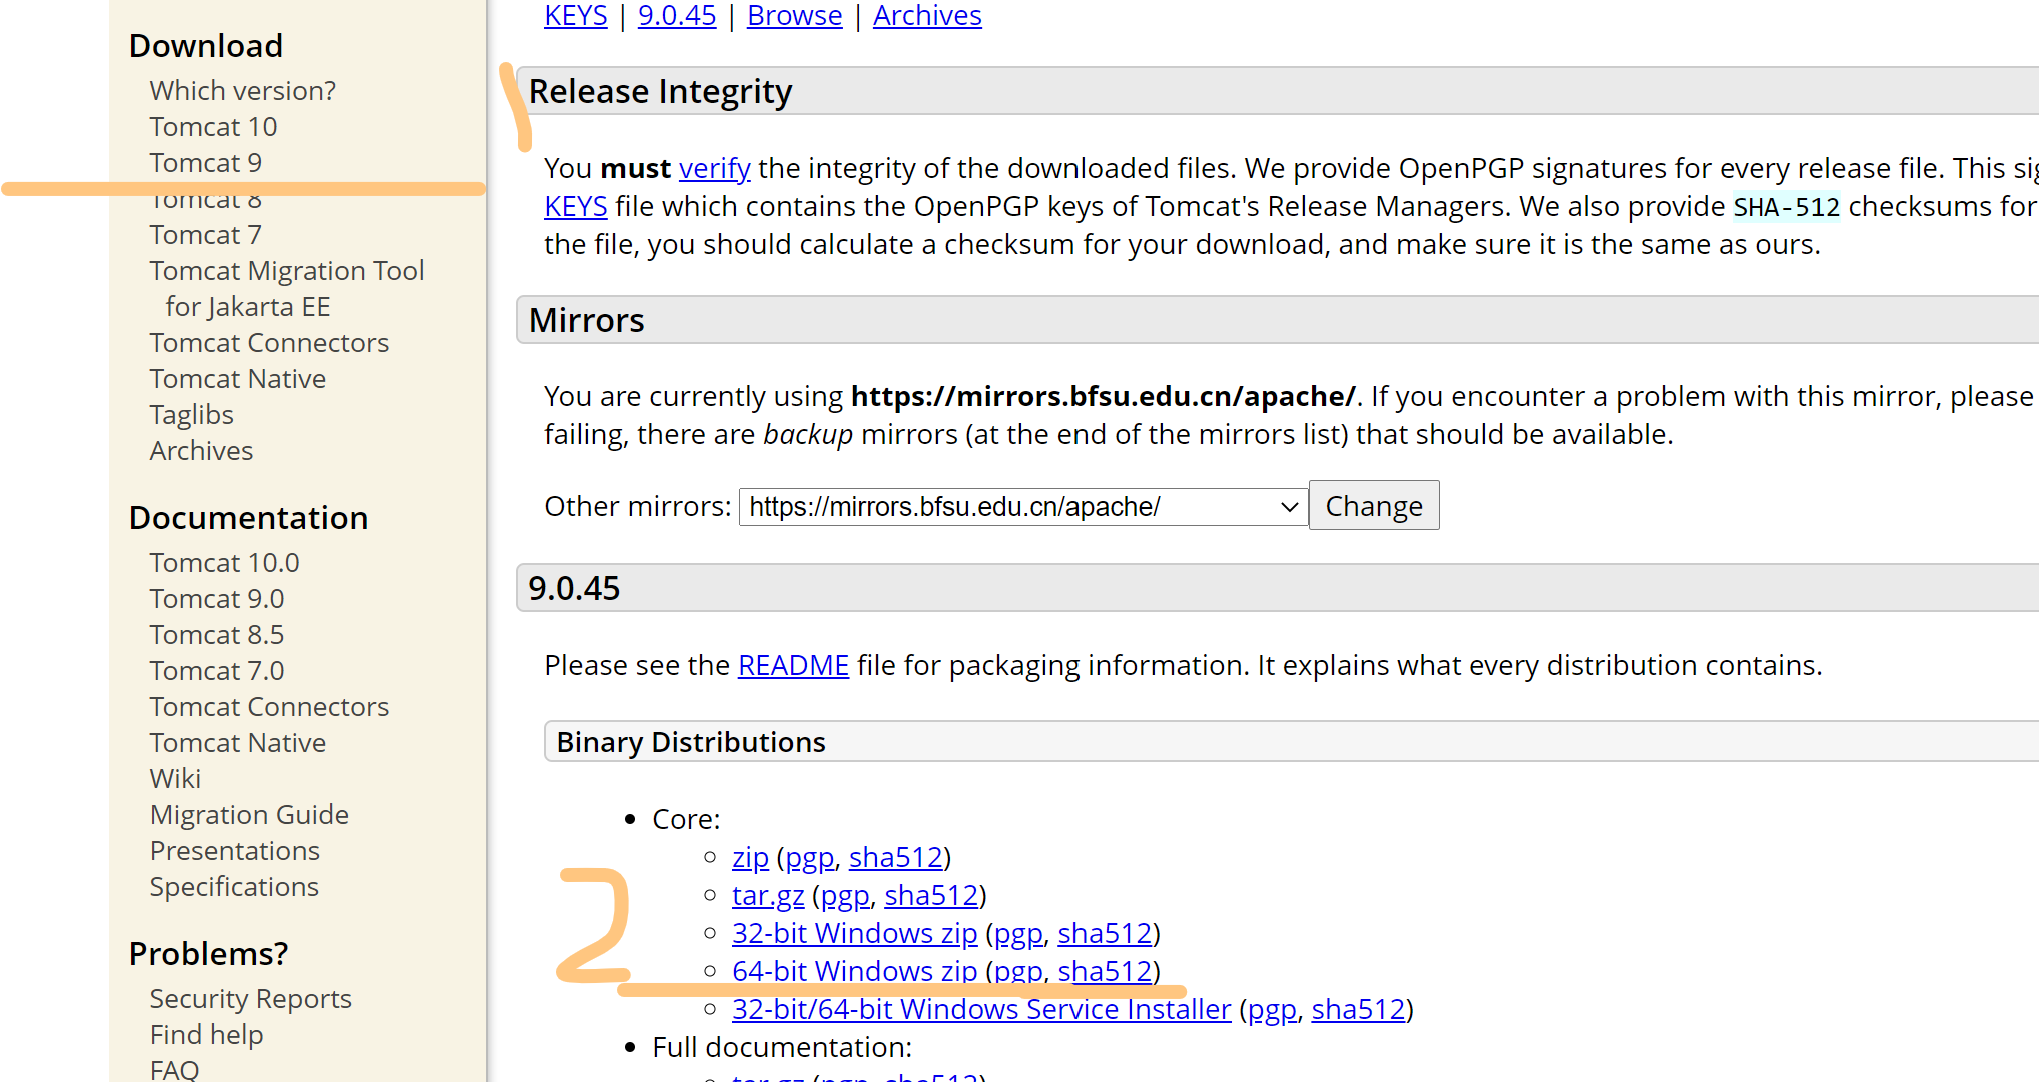 Download
Which version?
Tomcat 10
Tomcat 9
Tomcat 8
Tomcat 7
Tomcat Migration Tool
for Jakarta EE
Tomcat Connectors
Tomcat Native
Taglibs
Archives
Documentation
Tomcat 10.0
Tomcat 9.0
Tomcat 8.5
Tomcat 7.0
Tomcat Connectors
Tomcat Native
Wiki
Migration Guide
Presentations
Specifications
Problems?
Security Reports
Find help
FAQ
KEYS | 9.0.45 | Browse | Archives
1
Release Integrity
You must verify the integrity of the downloaded files. We provide OpenPGP signatures for every release file. This
KEYS file which contains the OpenPGP keys of Tomcat's Release Managers. We also provide SHA-512 checksums for
the file, you should calculate a checksum for your download, and make sure it is the same as ours.
Mirrors
You are currently using https://mirrors.bfsu.edu.cn/apache/. If you encounter a problem with this mirror, please
failing, there are backup mirrors (at the end of the mirrors list) that should be available.
Other mirrors: https://mirrors.bfsu.edu.cn/apache/ Change
9.0.45
Please see the README file for packaging information. It explains what every distribution contains.
Binary Distributions
• Core:
○ zip (pgp, sha512)
○ tar.gz (pgp, sha512)
○ 32-bit Windows zip (pgp, sha512)
2
○ 64-bit Windows zip (pgp, sha512)
○ 32-bit/64-bit Windows Service Installer (pgp, sha512)
• Full documentation:
○ tar.gz (pgp, sha512)